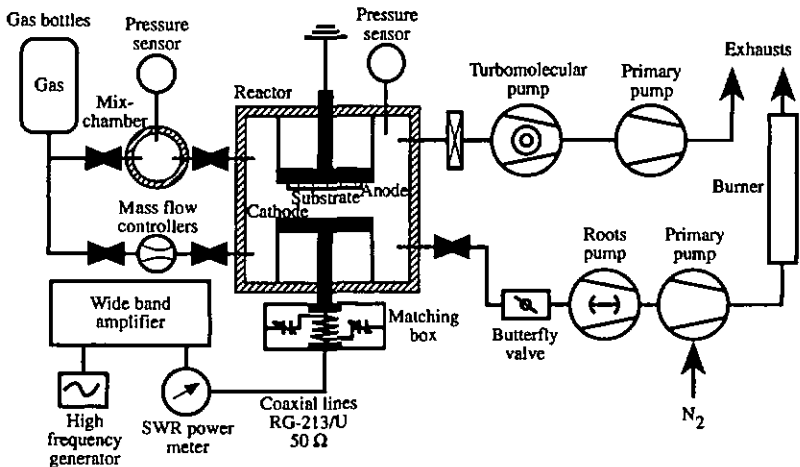 Gas bottles
Gas
Pressure
sensor
Mix-
chamber
Mass flow
controllers
Reactor
Pressure
sensor
Substrate
Anode
Cathode
Turbomolecular
pump
Primary
pump
Exhausts
Burner
Roots
pump
Primary
pump
Butterfly
valve
N2
Matching
box
Wide band
amplifier
High
frequency
generator
SWR power
meter
Coaxial lines
RG-213/U
50 Ω